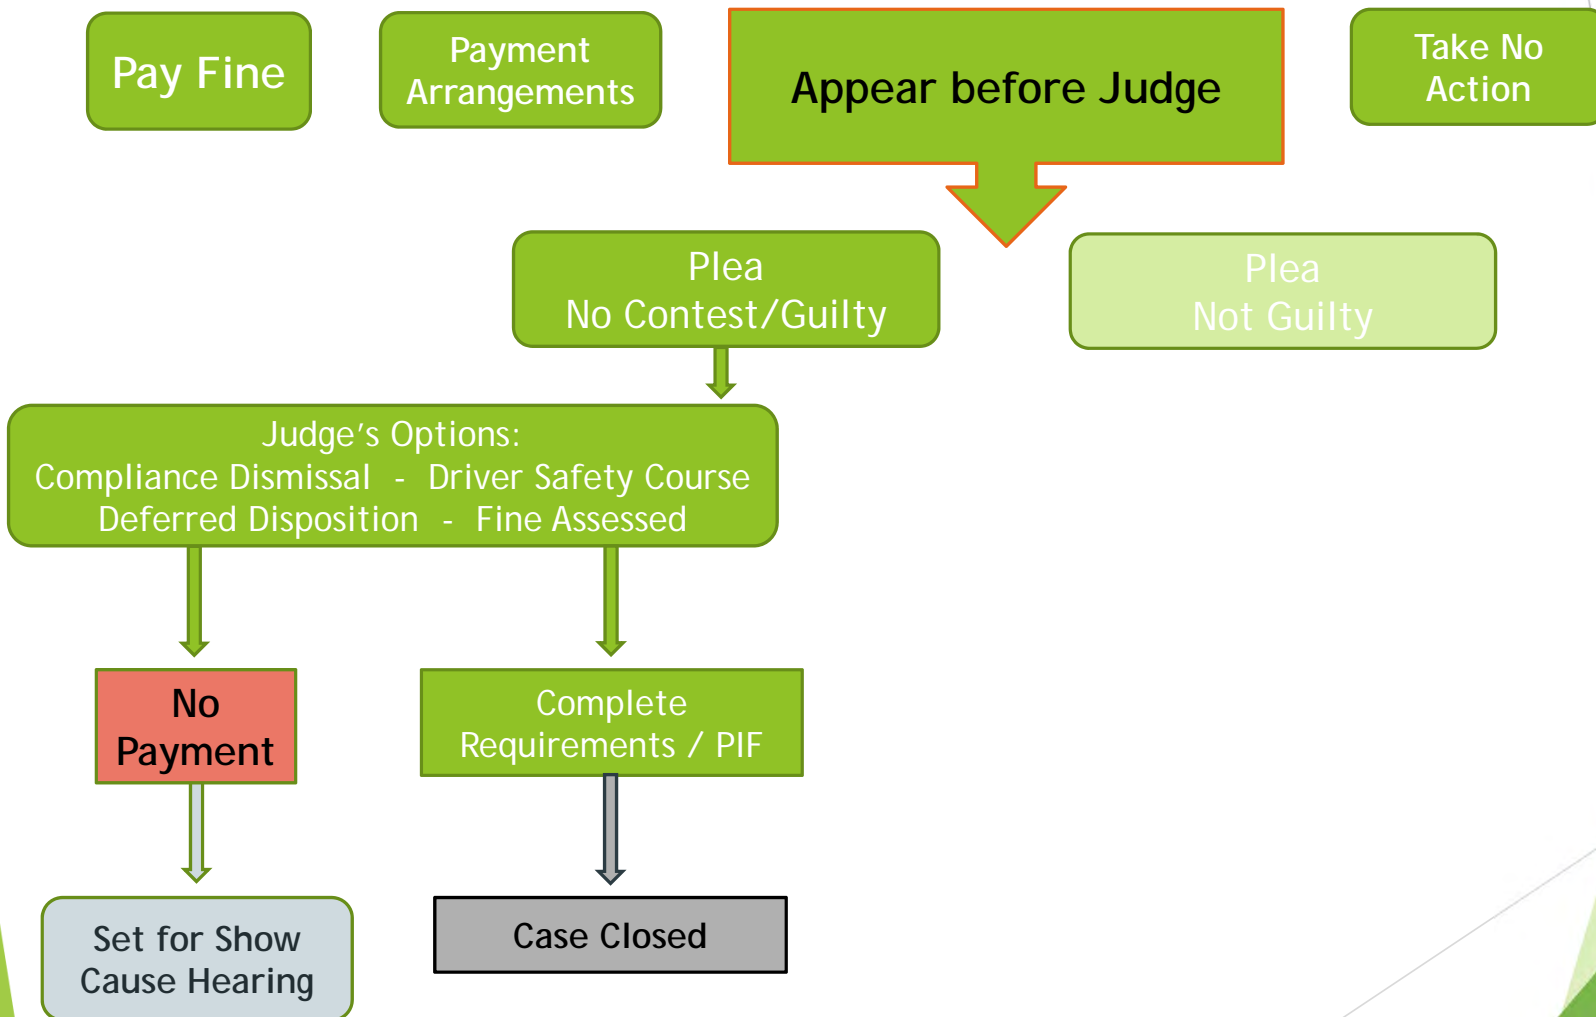 Pay Fine
Payment
Arrangements
Appear before Judge
Take No
Action
Plea
No Contest/Guilty
Plea
Not Guilty
Judge’s Options:
Compliance Dismissal - Driver Safety Course
Deferred Disposition - Fine Assessed
No
Payment
Complete
Requirements / PIF
Set for Show
Cause Hearing
Case Closed